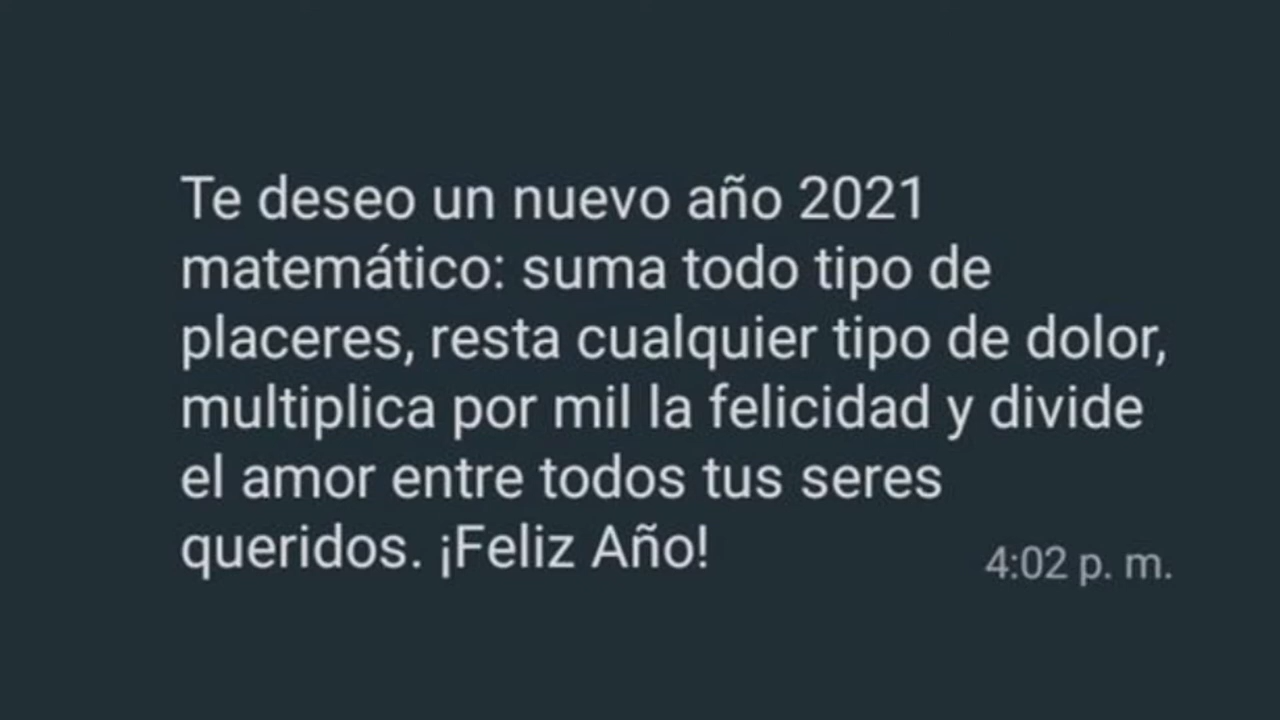 Te deseo un nuevo año 2021
matemático: suma todo tipo de
placeres, resta cualquier tipo de dolor,
multiplica por mil la felicidad y divide
el amor entre todos tus seres
queridos. ¡Feliz Año!
4:02 p. m.